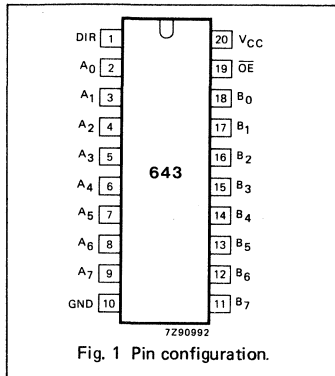 DIR 1 20 VCC
A0 2 19 OE
A1 3 18 B0
A2 4 17 B1
A3 5 16 B2
643
A4 6 15 B3
A5 7 14 B4
A6 8 13 B5
A7 9 12 B6
GND 10 11 B7
7Z90992
Fig. 1 Pin configuration.